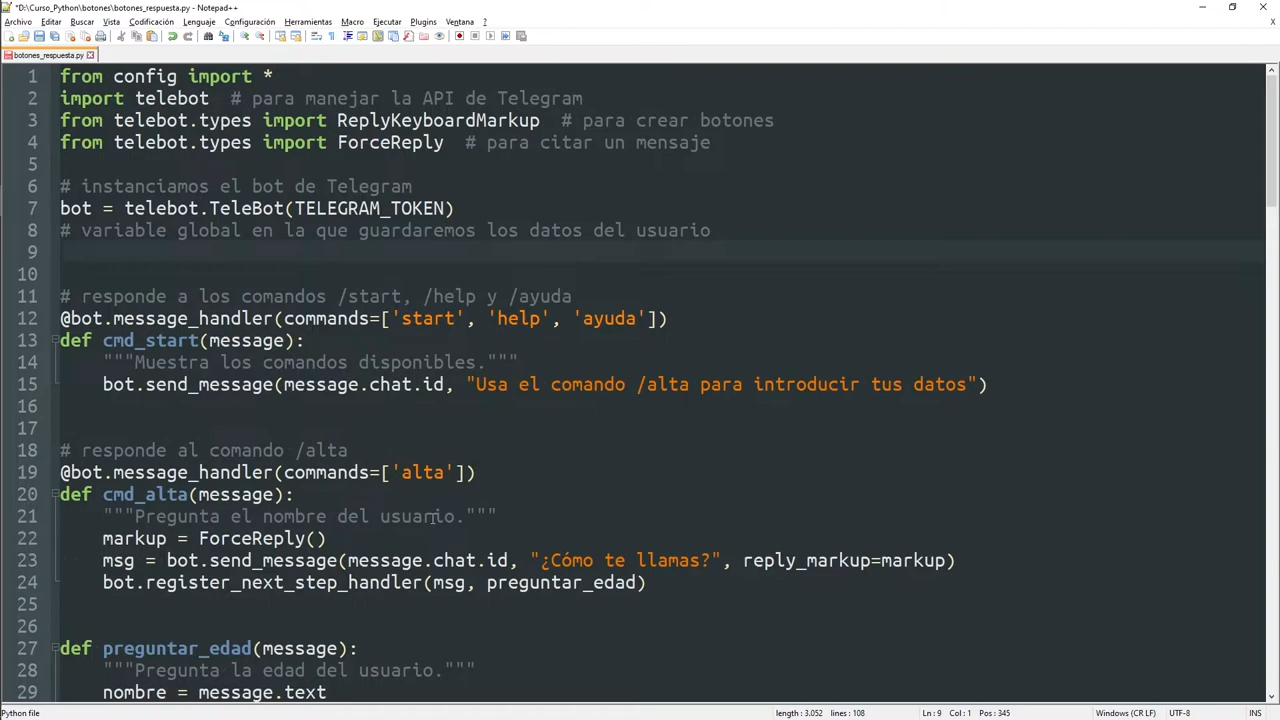 *D:\Curso_Python\botones\botones_respuesta.py - Notepad++
Archivo Editar Buscar Vista Codificación Lenguaje Configuración Herramientas Macro Ejecutar Plugins Ventana ?
X
botones_respuesta.py
1 from config import *
2 import telebot # para manejar la API de Telegram
3 from telebot.types import ReplyKeyboardMarkup # para crear botones
4 from telebot.types import ForceReply # para citar un mensaje
5
6 # instanciamos el bot de Telegram
7 bot = telebot.TeleBot(TELEGRAM_TOKEN)
8 # variable global en la que guardaremos los datos del usuario
9
10
11 # responde a los comandos /start, /help y /ayuda
12 @bot.message_handler(commands=['start', 'help', 'ayuda'])
13 def cmd_start(message):
14 """Muestra los comandos disponibles."""
15 bot.send_message(message.chat.id, "Usa el comando /alta para introducir tus datos")
16
17
18 # responde al comando /alta
19 @bot.message_handler(commands=['alta'])
20 def cmd_alta(message):
21 """Pregunta el nombre del usuario."""
22 markup = ForceReply()
23 msg = bot.send_message(message.chat.id, "¿Cómo te llamas?", reply_markup=markup)
24 bot.register_next_step_handler(msg, preguntar_edad)
25
26
27 def preguntar_edad(message):
28 """Pregunta la edad del usuario."""
29 nombre = message.text
Python file length : 3.052 lines : 108 Ln : 9 Col : 1 Pos : 345 Windows (CR LF) UTF-8 INS